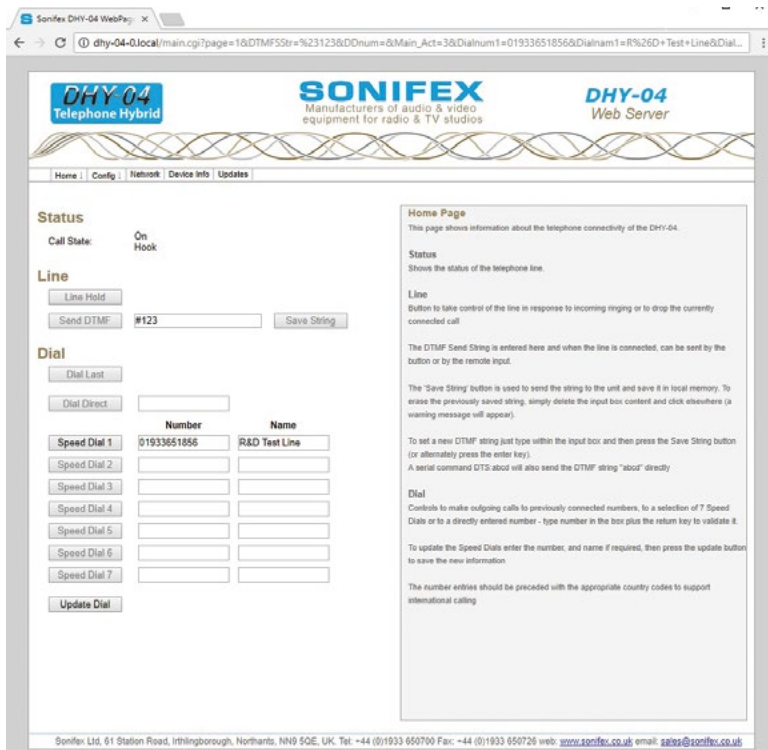 Sonifex DHY-04 WebPag
dhy-04-0.local/main.cgi?page=1&DTMFSStr=%23123&DDnum=&Main_Act=3&Dialnum1=01933651856&Dialnam1=R%26D+Test+Line&Dial...
DHY-04
Telephone Hybrid
SONIFEX
Manufacturers of audio & video
equipment for radio & TV studios
DHY-04
Web Server
Home ↓ Config ↓ Network Device Info Updates
Status
Call State: On
Hook
Line
Line Hold
Send DTMF #123 Save String
Dial
Dial Last
Dial Direct
Number Name
Speed Dial 1 01933651856 R&D Test Line
Speed Dial 2
Speed Dial 3
Speed Dial 4
Speed Dial 5
Speed Dial 6
Speed Dial 7
Update Dial
Home Page
This page shows information about the telephone connectivity of the DHY-04.
Status
Shows the status of the telephone line.
Line
Button to take control of the line in response to incoming ringing or to drop the currently
connected call
The DTMF Send String is entered here and when the line is connected, can be sent by the
button or by the remote input.
The 'Save String' button is used to send the string to the unit and save it in local memory. To
erase the previously saved string, simply delete the input box content and click elsewhere (a
warning message will appear).
To set a new DTMF string just type within the input box and then press the Save String button
(or alternately press the enter key).
A serial command DTS:abcd will also send the DTMF string "abcd" directly
Dial
Controls to make outgoing calls to previously connected numbers, to a selection of 7 Speed
Dials or to a directly entered number - type number in the box plus the return key to validate it.
To update the Speed Dials enter the number, and name if required, then press the update button
to save the new information
The number entries should be preceded with the appropriate country codes to support
international calling
Sonifex Ltd, 61 Station Road, Irthlingborough, Northants, NN9 5QE, UK. Tel: +44 (0)1933 650700 Fax: +44 (0)1933 650726 web: www.sonifex.co.uk email: sales@sonifex.co.uk